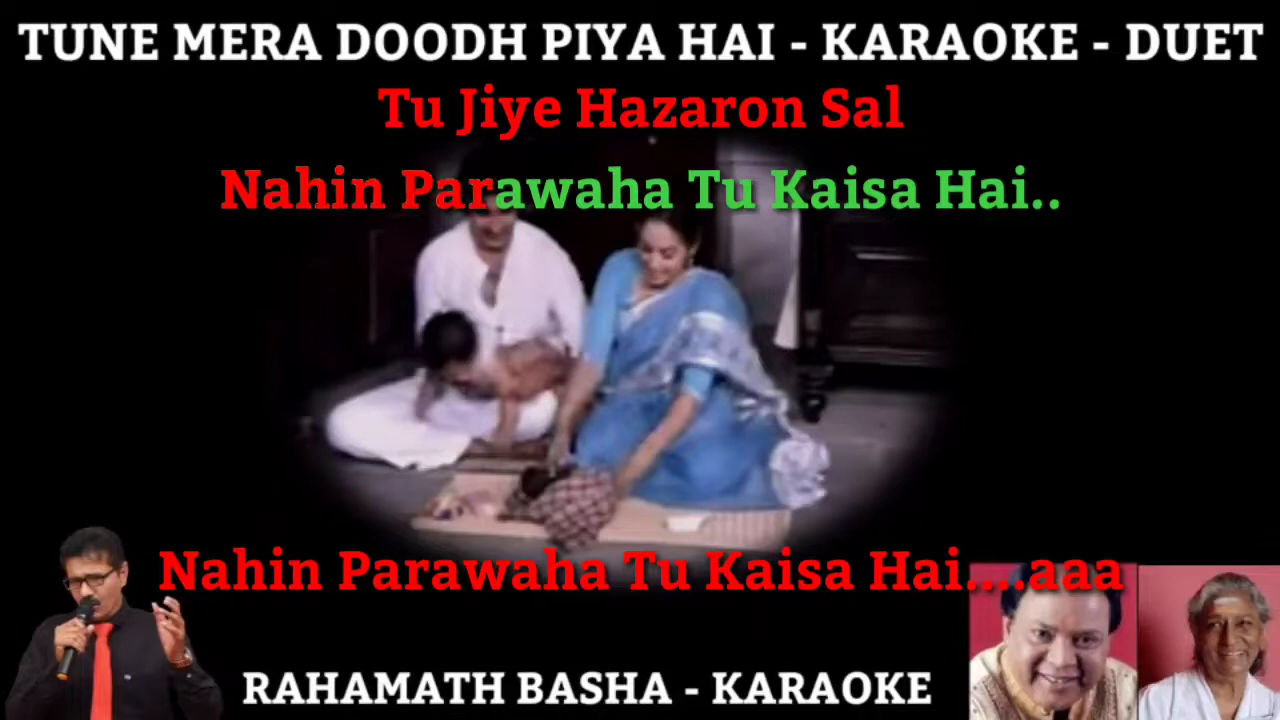 TUNE MERA DOODH PIYA HAI - KARAOKE - DUET
Tu Jiye Hazaron Sal
Nahin Parawaha Tu Kaisa Hai..
Nahin Parawaha Tu Kaisa Hai....aaa
RAHAMATH BASHA - KARAOKE